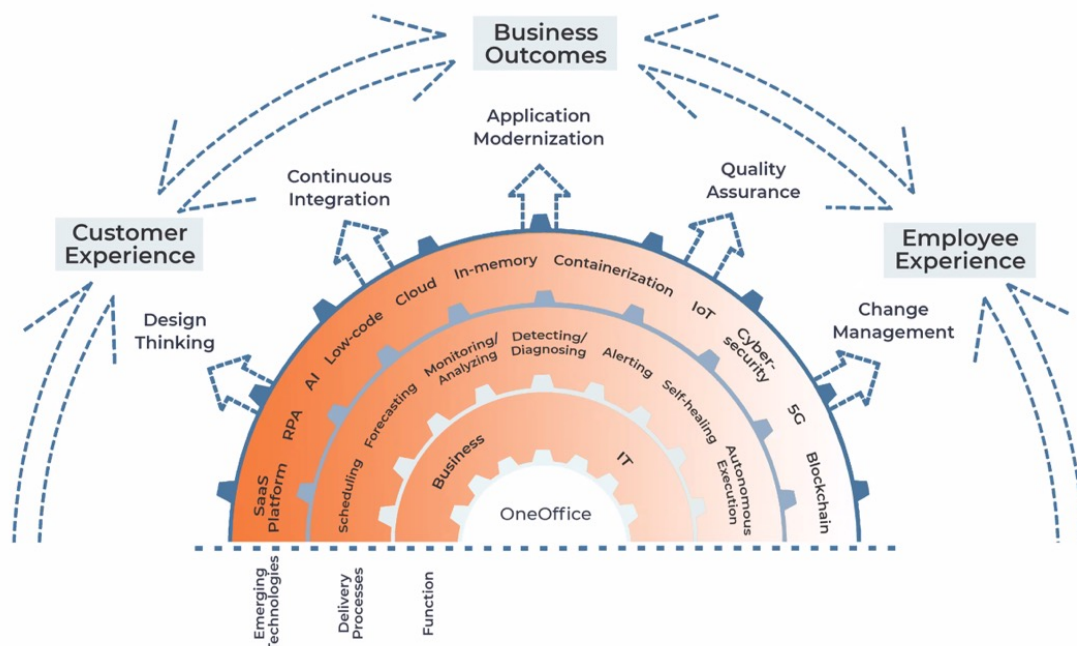 Business
Outcomes
Application
Modernization
Continuous
Integration
Quality
Assurance
Customer
Experience
Employee
Experience
Design
Thinking
Change
Management
SaaS
Platform
RPA
AI
Low-code
Cloud
In-memory
Containerization
IoT
Cyber-
security
5G
Blockchain
Scheduling
Forecasting
Monitoring/
Analyzing
Detecting/
Diagnosing
Alerting
Self-healing
Autonomous
Execution
Business
IT
OneOffice
Emerging
Technologies
Delivery
Processes
Function